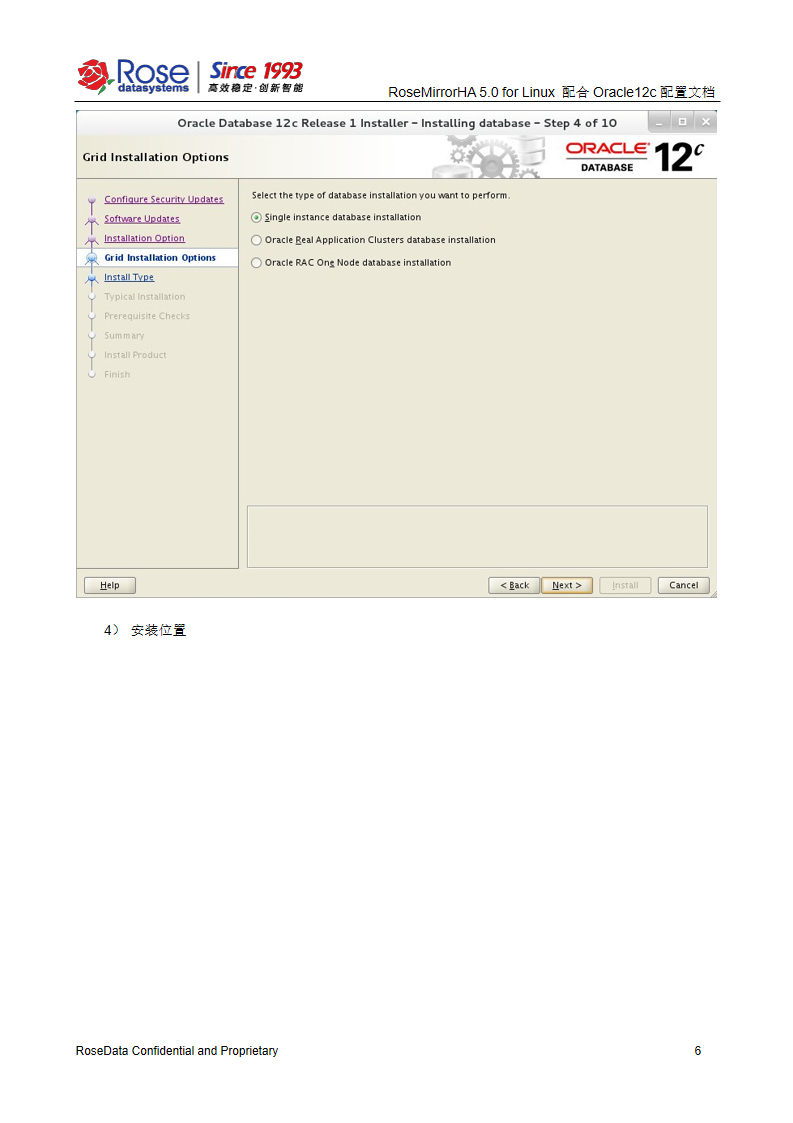 Rose
datasystems
Since 1993
高效稳定·创新智能
RoseMirrorHA 5.0 for Linux 配合 Oracle12c 配置文档
Oracle Database 12c Release 1 Installer - Installing database - Step 4 of 10
Grid Installation Options
ORACLE
DATABASE
12c
Configure Security Updates
Software Updates
Installation Option
Grid Installation Options
Install Type
Typical Installation
Prerequisite Checks
Summary
Install Product
Finish
Select the type of database installation you want to perform.
Single instance database installation
Oracle Real Application Clusters database installation
Oracle RAC One Node database installation
Help
< Back
Next >
Install
Cancel
4） 安装位置
RoseData Confidential and Proprietary
6